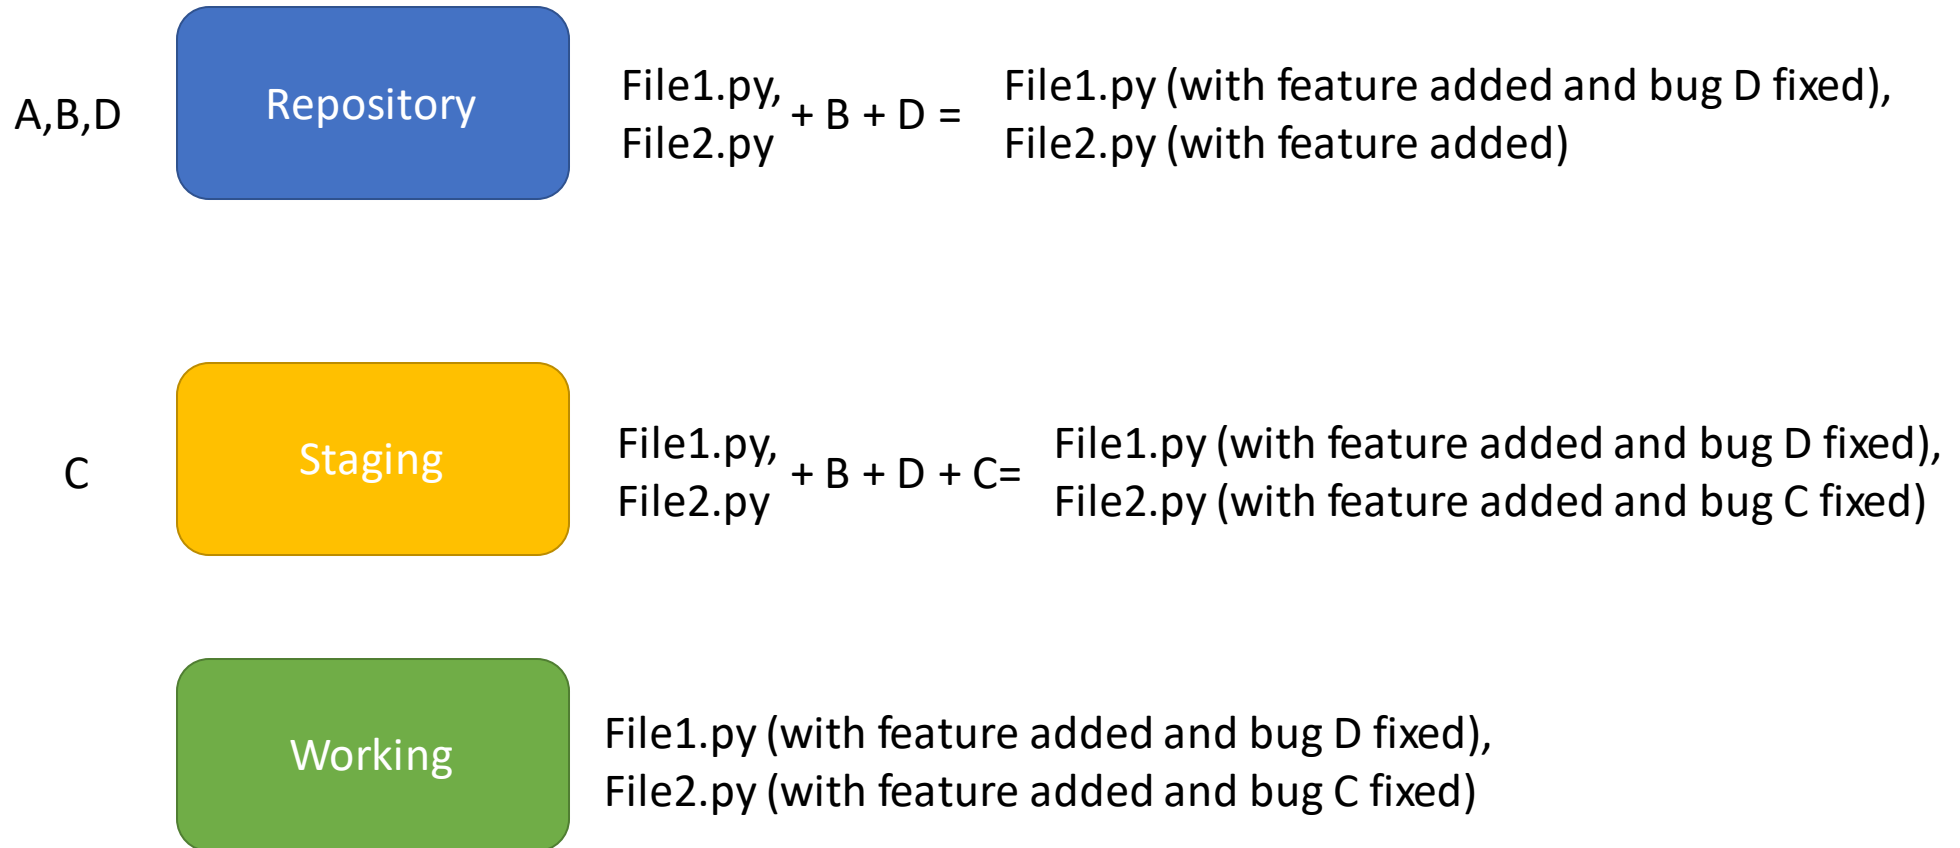 A,B,D
Repository
File1.py,
File2.py
+ B + D =
File1.py (with feature added and bug D fixed),
File2.py (with feature added)
C
Staging
File1.py,
File2.py
+ B + D + C=
File1.py (with feature added and bug D fixed),
File2.py (with feature added and bug C fixed)
Working
File1.py (with feature added and bug D fixed),
File2.py (with feature added and bug C fixed)